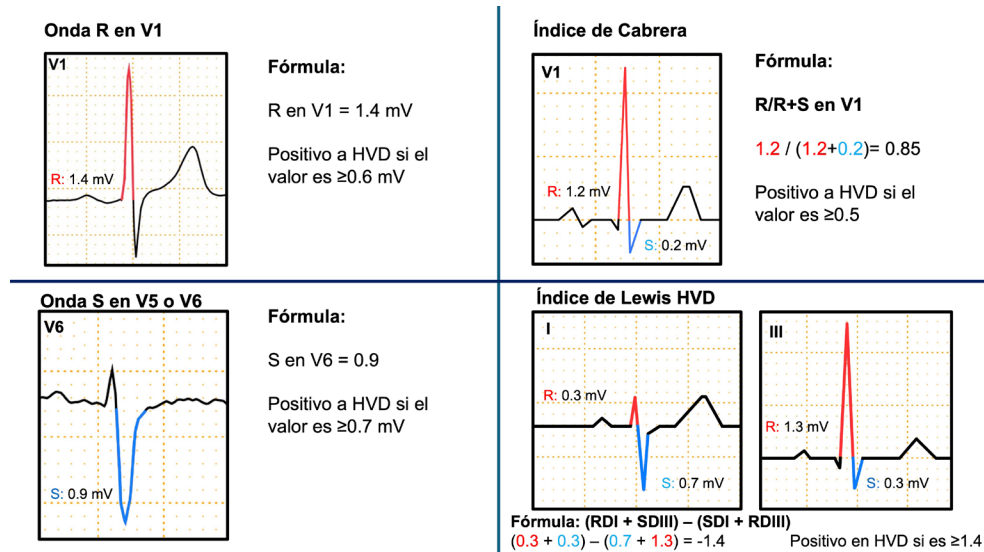 Onda R en V1
V1
R: 1.4 mV
Fórmula:
R en V1 = 1.4 mV
Positivo a HVD si el
valor es ≥0.6 mV
Índice de Cabrera
V1
R: 1.2 mV
S: 0.2 mV
Fórmula:
R/R+S en V1
1.2 / (1.2+0.2)= 0.85
Positivo a HVD si el
valor es ≥0.5
Onda S en V5 o V6
V6
S: 0.9 mV
Fórmula:
S en V6 = 0.9
Positivo a HVD si el
valor es ≥0.7 mV
Índice de Lewis HVD
I
R: 0.3 mV
S: 0.7 mV
III
R: 1.3 mV
S: 0.3 mV
Fórmula: (RDI + SDIII) – (SDI + RDIII)
(0.3 + 0.3) – (0.7 + 1.3) = -1.4
Positivo en HVD si es ≥1.4